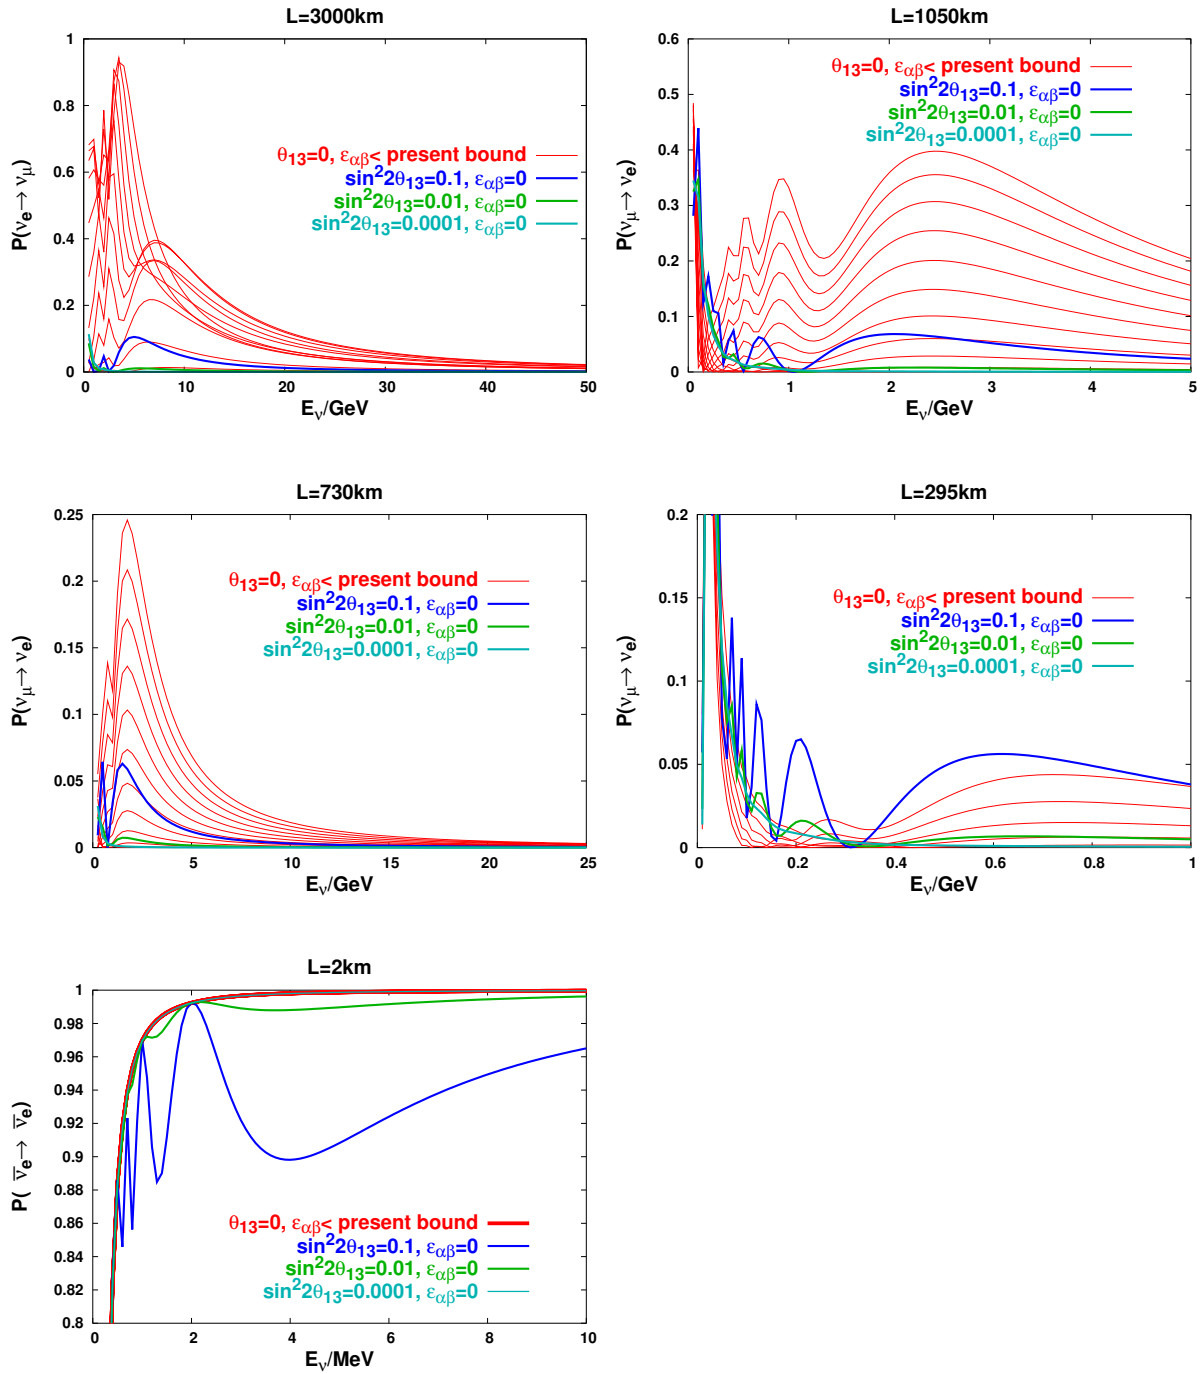 L=3000km
1
0.8
0.6
0.4
0.2
0
P(νe→ νμ)
θ13=0, εαβ< present bound
sin²2θ13=0.1, εαβ=0
sin²2θ13=0.01, εαβ=0
sin²2θ13=0.0001, εαβ=0
0 10 20 30 40 50
Eν/GeV
L=1050km
0.6
0.5
0.4
0.3
0.2
0.1
0
P(νμ→ νe)
θ13=0, εαβ< present bound
sin²2θ13=0.1, εαβ=0
sin²2θ13=0.01, εαβ=0
sin²2θ13=0.0001, εαβ=0
0 1 2 3 4 5
Eν/GeV
L=730km
0.25
0.2
0.15
0.1
0.05
0
P(νμ→ νe)
θ13=0, εαβ< present bound
sin²2θ13=0.1, εαβ=0
sin²2θ13=0.01, εαβ=0
sin²2θ13=0.0001, εαβ=0
0 5 10 15 20 25
Eν/GeV
L=295km
0.2
0.15
0.1
0.05
0
P(νμ→ νe)
θ13=0, εαβ< present bound
sin²2θ13=0.1, εαβ=0
sin²2θ13=0.01, εαβ=0
sin²2θ13=0.0001, εαβ=0
0 0.2 0.4 0.6 0.8 1
Eν/GeV
L=2km
1
0.98
0.96
0.94
0.92
0.9
0.88
0.86
0.84
0.82
0.8
P( ν̅e→ ν̅e)
θ13=0, εαβ< present bound
sin²2θ13=0.1, εαβ=0
sin²2θ13=0.01, εαβ=0
sin²2θ13=0.0001, εαβ=0
0 2 4 6 8 10
Eν/MeV